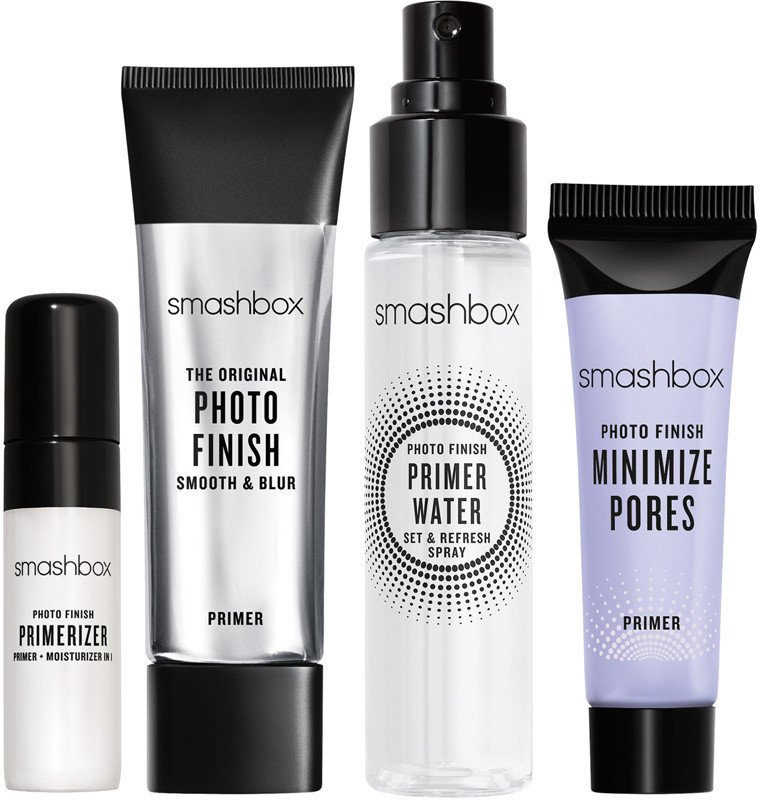 smashbox
PHOTO FINISH
PRIMERIZER
PRIMER + MOISTURIZER IN 1
smashbox
THE ORIGINAL
PHOTO
FINISH
SMOOTH & BLUR
PRIMER
smashbox
PHOTO FINISH
PRIMER
WATER
SET & REFRESH
SPRAY
smashbox
PHOTO FINISH
MINIMIZE
PORES
PRIMER